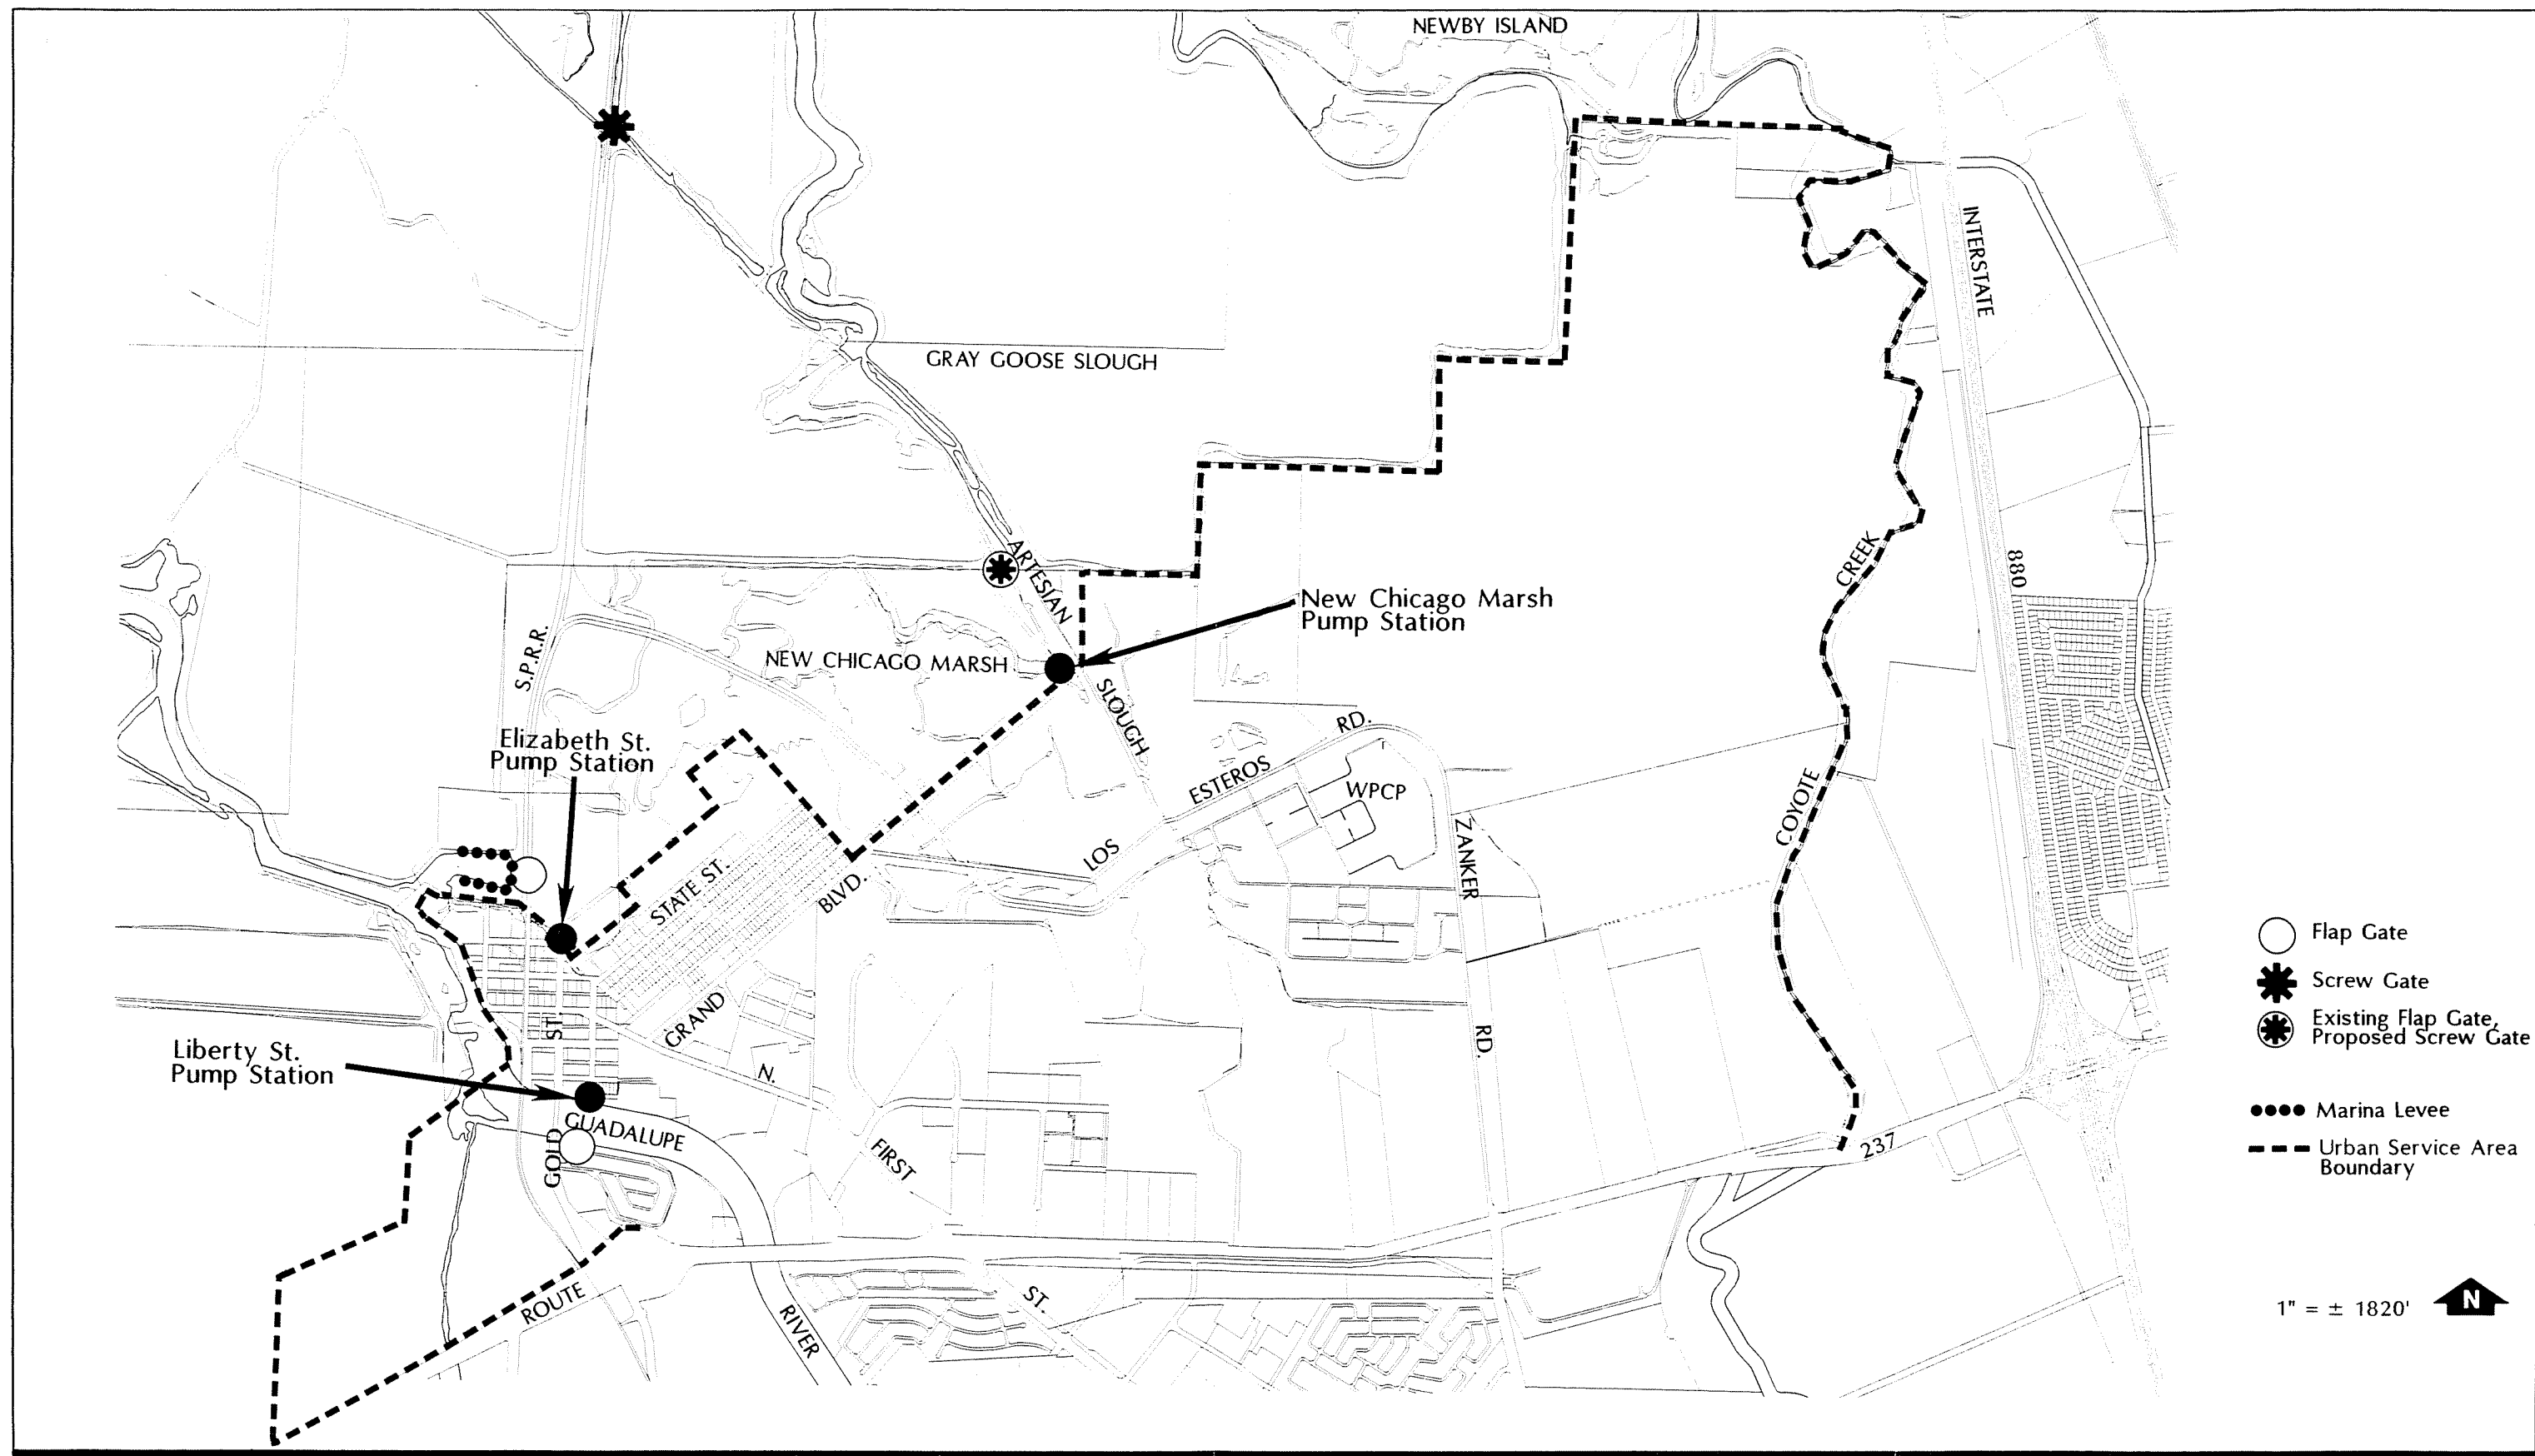 NEWBY ISLAND
INTERSTATE
GRAY GOOSE SLOUGH
ARTESIAN
CREEK
880
New Chicago Marsh
Pump Station
S.P.R.R.
NEW CHICAGO MARSH
SLOUGH
RD.
Elizabeth St.
Pump Station
ESTEROS
WPCP
COYOTE
ZANKER
LOS
STATE ST.
BLVD.
Flap Gate
Screw Gate
Existing Flap Gate,
Proposed Screw Gate
GRAND
ST.
RD.
Liberty St.
Pump Station
N.
GUADALUPE
GOLD
FIRST
237
Marina Levee
Urban Service Area
Boundary
ROUTE
ST.
RIVER
1" = ± 1820'
N